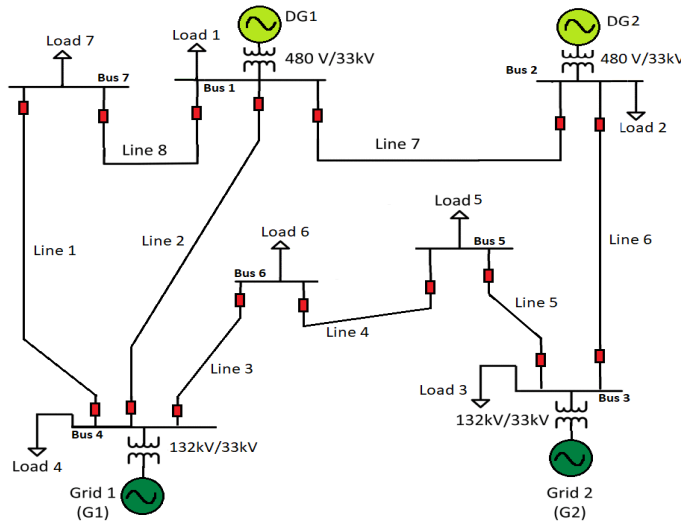 DG1
DG2
Load 7
Load 1
480 V/33kV
480 V/33kV
Bus 7
Bus 1
Bus 2
Load 2
Line 8
Line 7
Load 5
Line 1
Line 2
Load 6
Bus 5
Line 6
Bus 6
Line 5
Line 4
Line 3
Load 3
Bus 3
132kV/33kV
Bus 4
132kV/33kV
Load 4
Grid 1
(G1)
Grid 2
(G2)